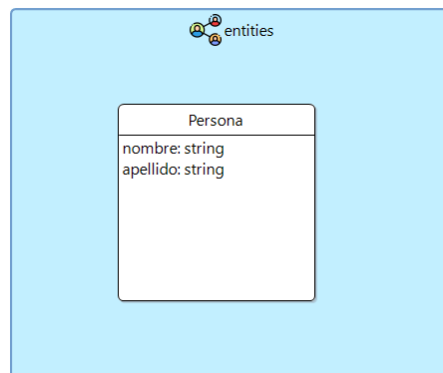 entities
Persona
nombre: string
apellido: string